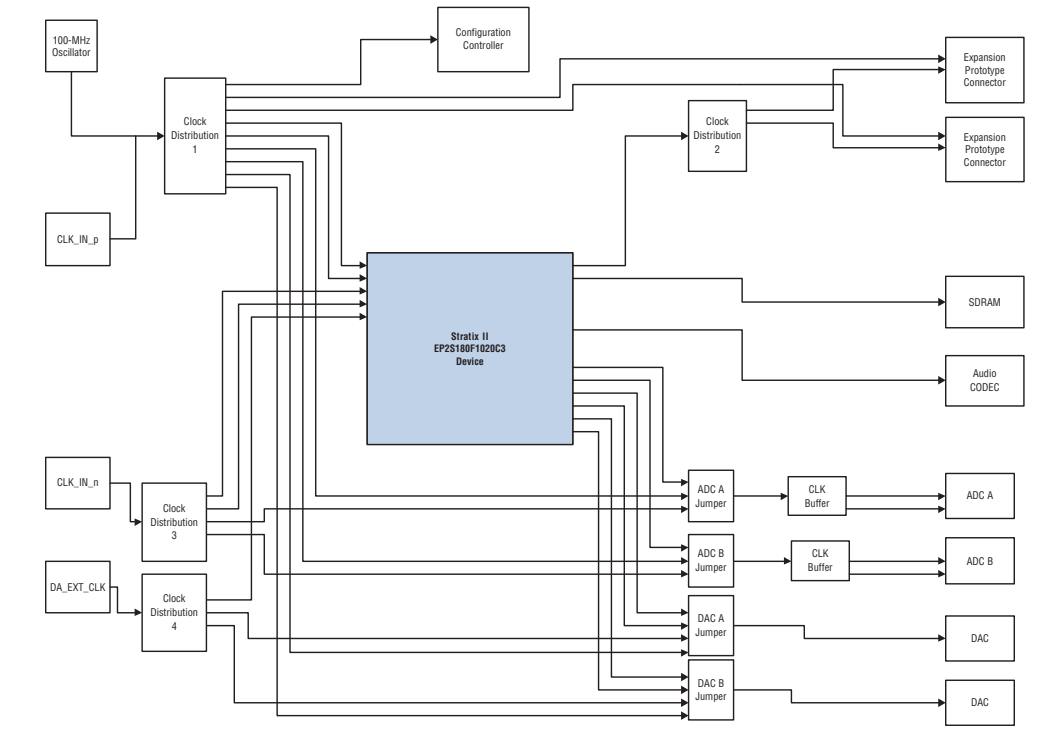 100-MHz
Oscillator
Configuration
Controller
Expansion
Prototype
Connector
Clock
Distribution
1
Clock
Distribution
2
Expansion
Prototype
Connector
CLK_IN_p
Stratix II
EP2S180F1020C3
Device
SDRAM
Audio
CODEC
CLK_IN_n
Clock
Distribution
3
ADC A
Jumper
CLK
Buffer
ADC A
ADC B
Jumper
CLK
Buffer
ADC B
DA_EXT_CLK
Clock
Distribution
4
DAC A
Jumper
DAC
DAC B
Jumper
DAC